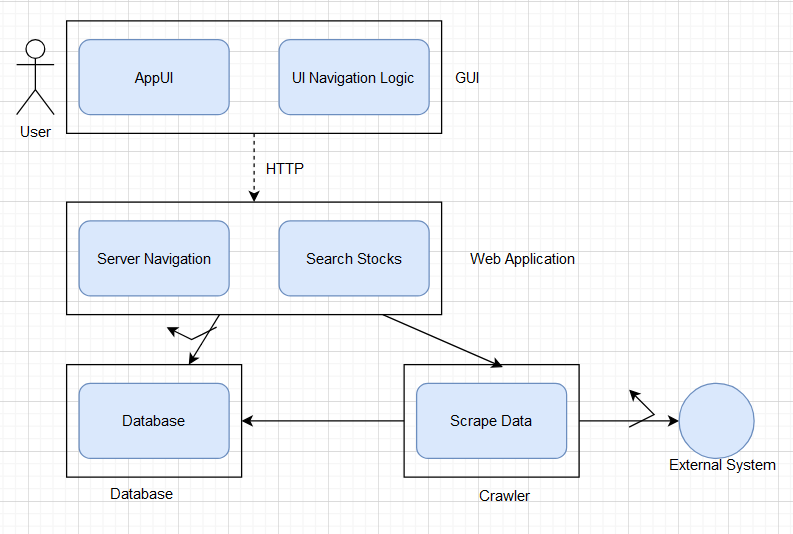 AppUI
UI Navigation Logic
GUI
User
HTTP
Server Navigation
Search Stocks
Web Application
Database
Scrape Data
External System
Database
Crawler